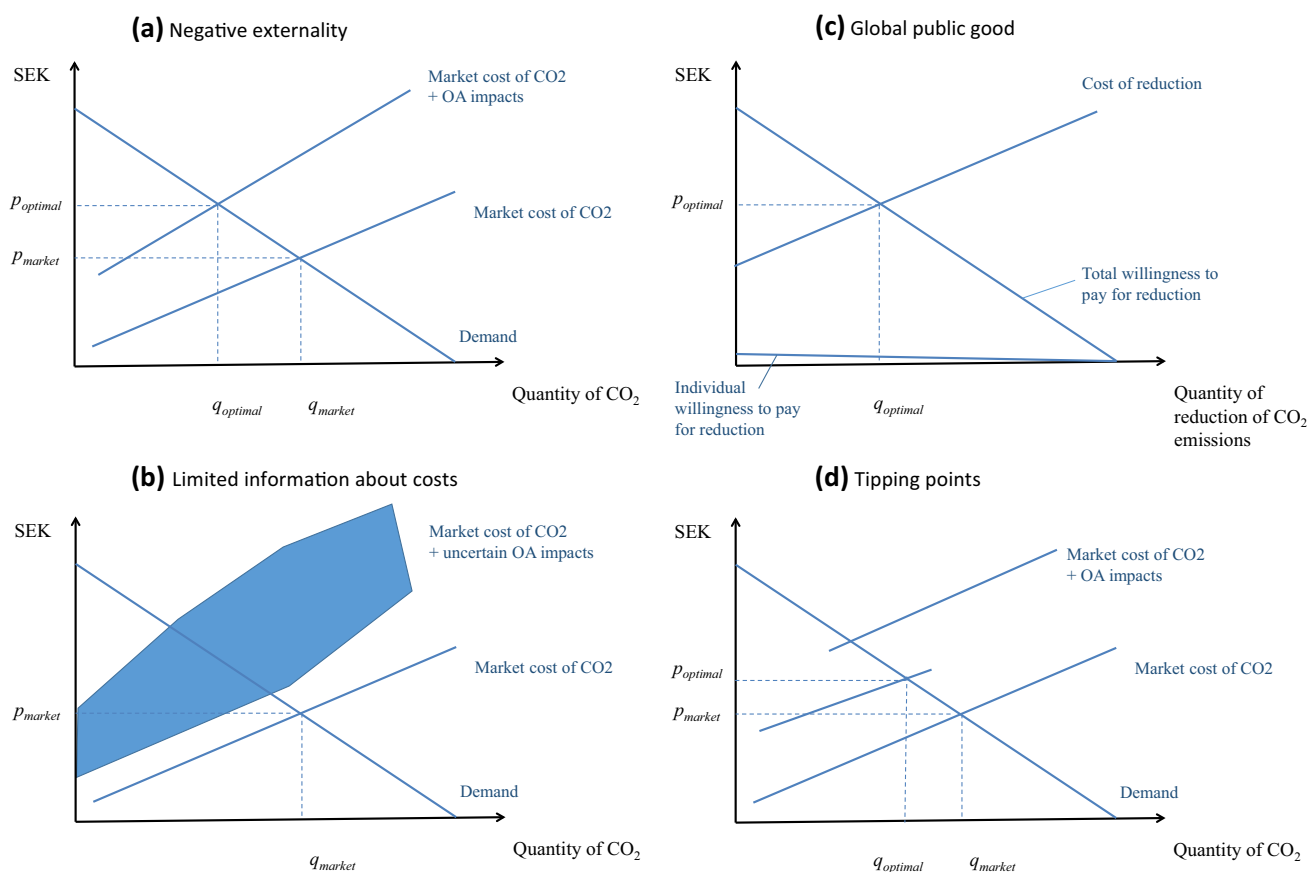 (a) Negative externality
SEK
Market cost of CO2
+ OA impacts
p_optimal
Market cost of CO2
p_market
Demand
Quantity of CO₂
q_optimal
q_market
(c) Global public good
SEK
Cost of reduction
p_optimal
Total willingness to
pay for reduction
Individual
willingness to pay
for reduction
q_optimal
Quantity of
reduction of CO₂
emissions
(b) Limited information about costs
SEK
Market cost of CO2
+ uncertain OA impacts
Market cost of CO2
p_market
Demand
Quantity of CO₂
q_market
(d) Tipping points
SEK
Market cost of CO2
+ OA impacts
p_optimal
Market cost of CO2
p_market
Demand
Quantity of CO₂
q_optimal
q_market